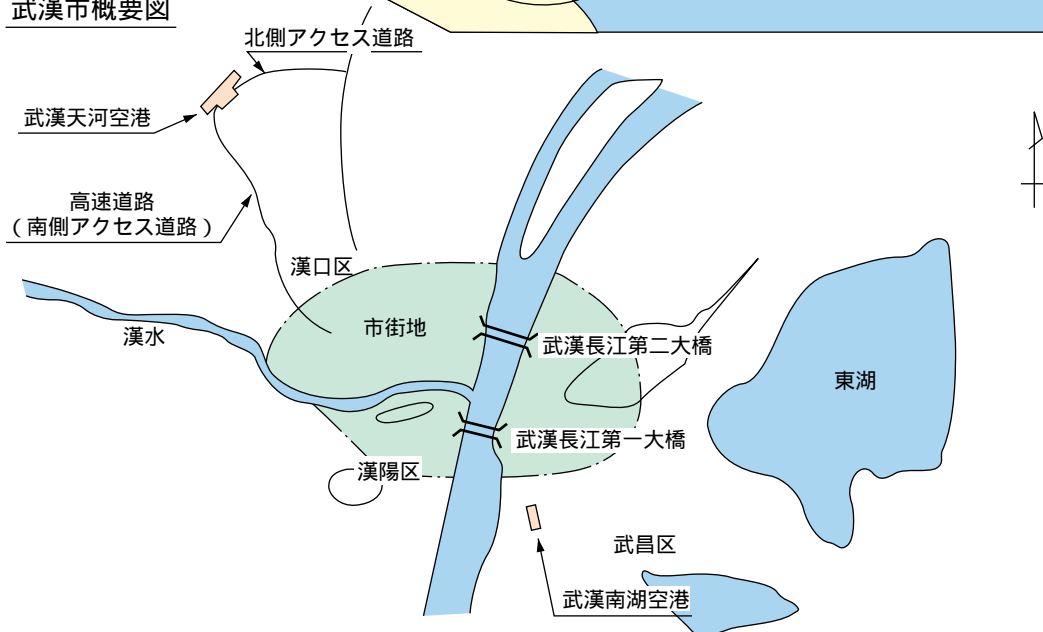 武漢市概要図
北側アクセス道路
武漢天河空港
高速道路
（南側アクセス道路）
漢口区
市街地
漢水
武漢長江第二大橋
東湖
武漢長江第一大橋
漢陽区
武昌区
武漢南湖空港